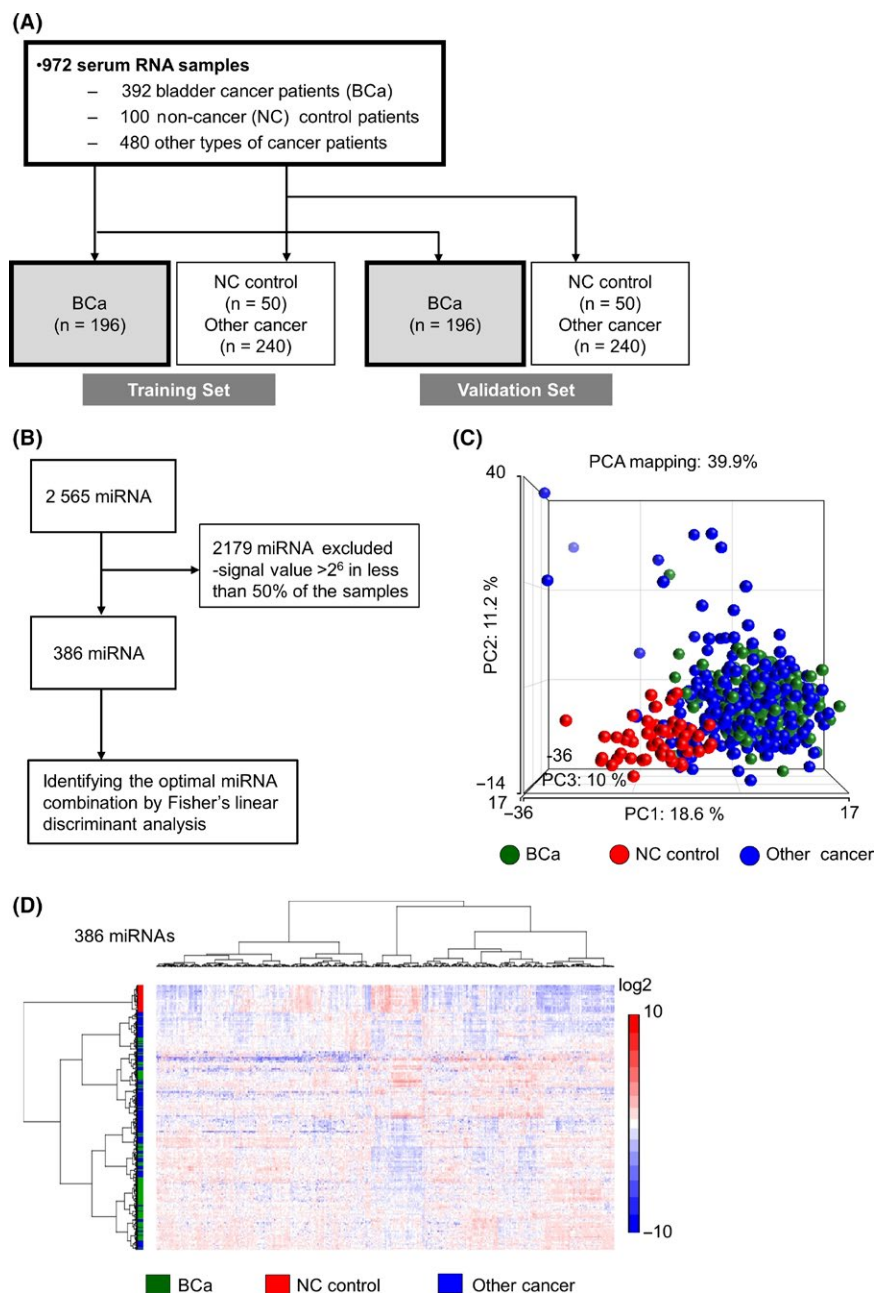 (A)
•972 serum RNA samples
– 392 bladder cancer patients (BCa)
– 100 non-cancer (NC) control patients
– 480 other types of cancer patients
BCa
(n = 196)
NC control
(n = 50)
Other cancer
(n = 240)
BCa
(n = 196)
NC control
(n = 50)
Other cancer
(n = 240)
Training Set
Validation Set
(B)
2 565 miRNA
2179 miRNA excluded
-signal value >2⁶ in less
than 50% of the samples
386 miRNA
Identifying the optimal miRNA
combination by Fisher's linear
discriminant analysis
(C)
PCA mapping: 39.9%
40
PC2: 11.2 %
−14
17
−36
PC3: 10 %
−36
PC1: 18.6 %
17
BCa
NC control
Other cancer
(D)
386 miRNAs
log2
10
−10
BCa
NC control
Other cancer